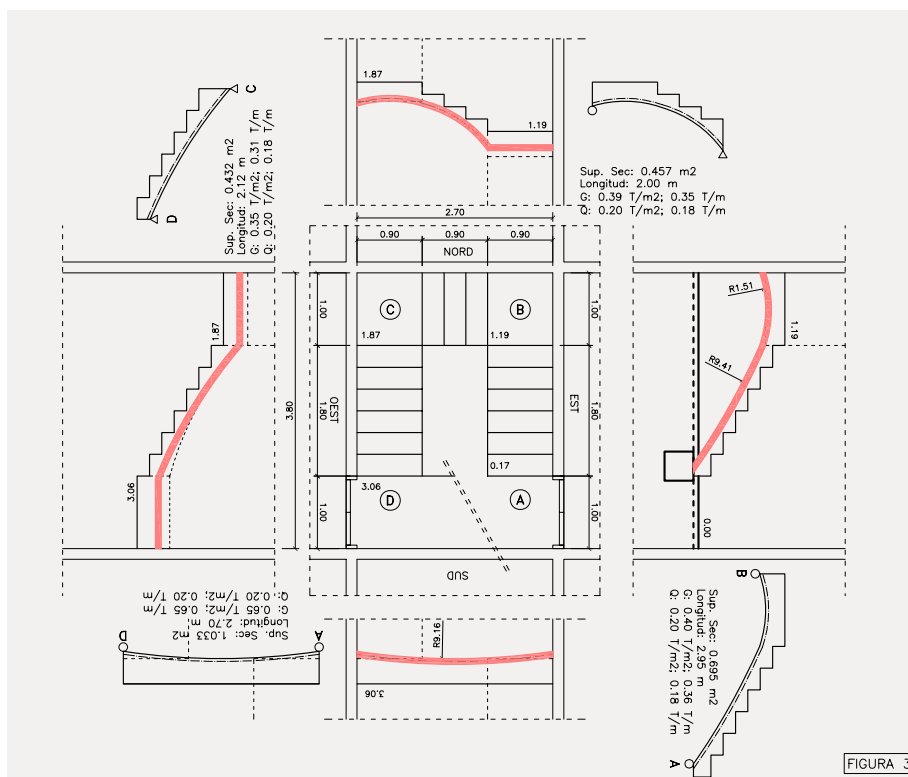 1.87
1.19
C
D
Sup. Sec: 0.432 m2
Longitud: 2.12 m
G: 0.35 T/m2; 0.31 T/m
Q: 0.20 T/m2; 0.18 T/m
Sup. Sec: 0.457 m2
Longitud: 2.00 m
G: 0.39 T/m2; 0.35 T/m
Q: 0.20 T/m2; 0.18 T/m
2.70
0.90
0.90
0.90
NORD
1.87
3.06
3.80
1.00
1.80
1.00
OEST
C
B
1.87
1.19
0.17
3.06
D
A
SUD
EST
1.00
1.80
1.00
R1.51
R9.41
1.19
0.00
Sup. Sec: 1.033 m2
Longitud: 2.70 m
G: 0.65 T/m2; 0.65 T/m
Q: 0.20 T/m2; 0.20 T/m
D
A
R9.16
3.06
B
A
Sup. Sec: 0.695 m2
Longitud: 2.95 m
G: 0.40 T/m2; 0.36 T/m
Q: 0.20 T/m2; 0.18 T/m
FIGURA 3